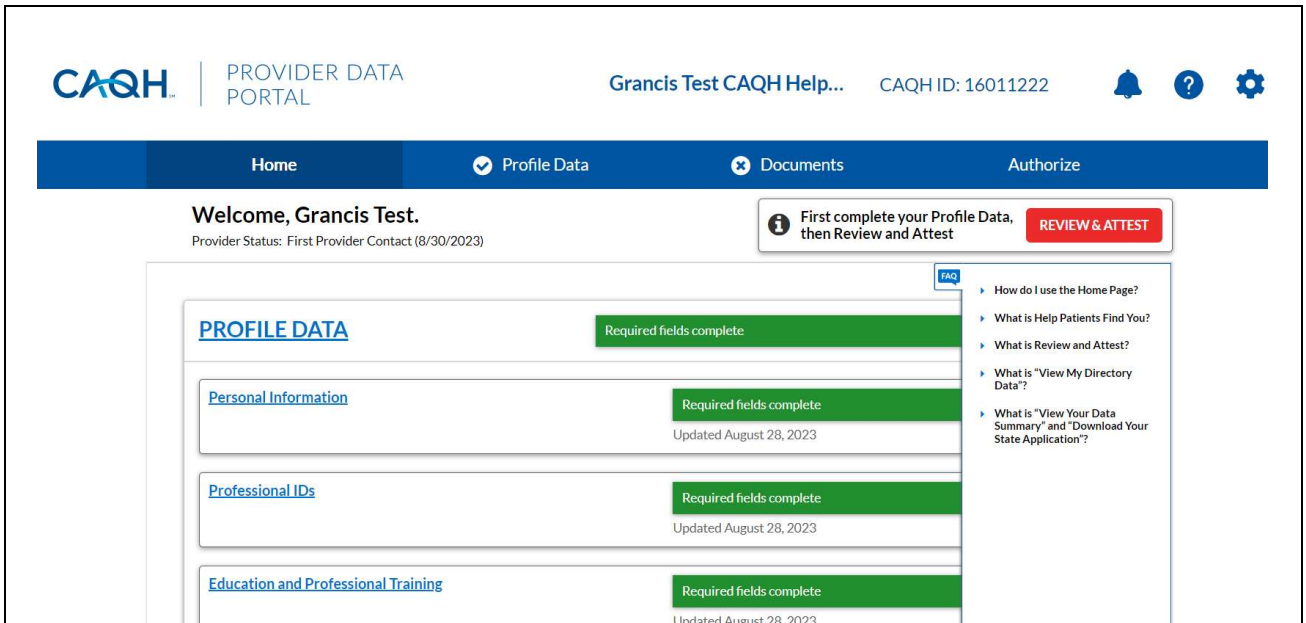 CAQH
PROVIDER DATA
PORTAL
Grancis Test CAQH Help...
CAQH ID: 16011222
Home
Profile Data
Documents
Authorize
Welcome, Grancis Test.
Provider Status: First Provider Contact (8/30/2023)
First complete your Profile Data,
then Review and Attest
REVIEW & ATTEST
FAQ
How do I use the Home Page?
What is Help Patients Find You?
What is Review and Attest?
What is "View My Directory
Data"?
What is "View Your Data
Summary" and "Download Your
State Application"?
PROFILE DATA
Required fields complete
Personal Information
Required fields complete
Updated August 28, 2023
Professional IDs
Required fields complete
Updated August 28, 2023
Education and Professional Training
Required fields complete
Updated August 28, 2023